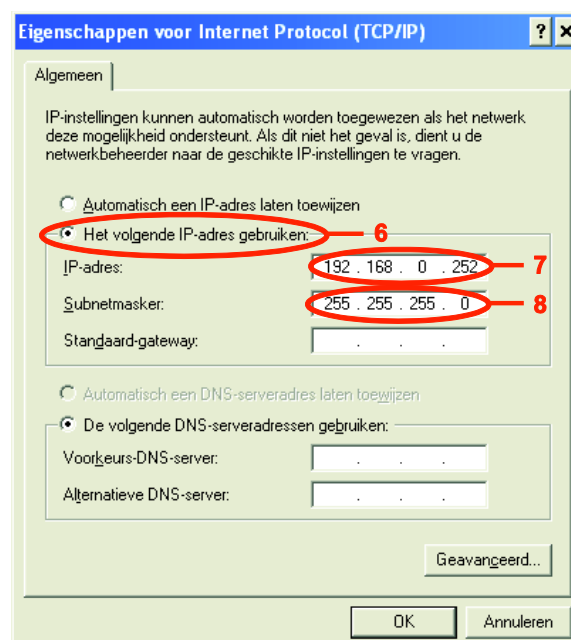 Eigenschappen voor Internet Protocol (TCP/IP)
Algemeen
IP-instellingen kunnen automatisch worden toegewezen als het netwerk
deze mogelijkheid ondersteunt. Als dit niet het geval is, dient u de
netwerkbeheerder naar de geschikte IP-instellingen te vragen.
Automatisch een IP-adres laten toewijzen
Het volgende IP-adres gebruiken: 6
IP-adres: 192 . 168 . 0 . 252 7
Subnetmasker: 255 . 255 . 255 . 0 8
Standaard-gateway: . . .
Automatisch een DNS-serveradres laten toewijzen
De volgende DNS-serveradressen gebruiken:
Voorkeurs-DNS-server: . . .
Alternatieve DNS-server: . . .
Geavanceerd...
OK Annuleren